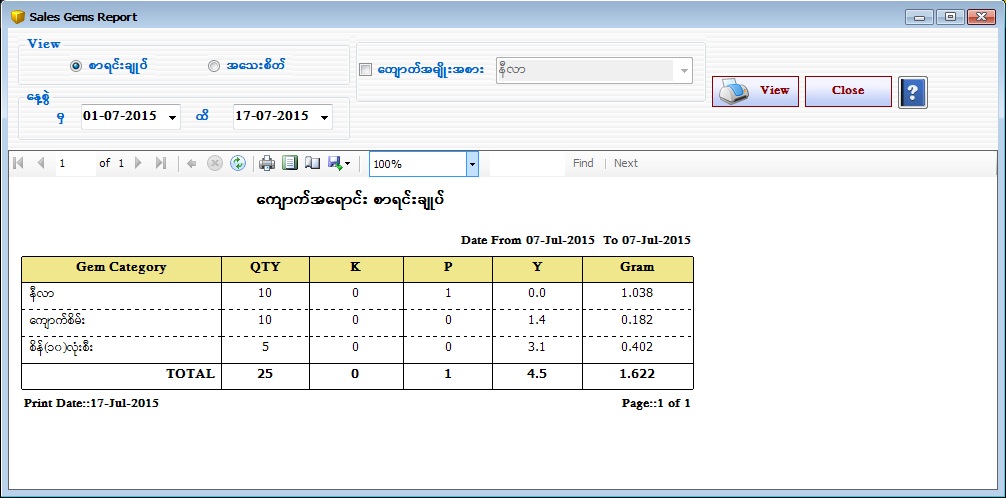 Sales Gems Report
View
စာရင်းချုပ် အသေးစိတ်
ကျောက်အမျိုးအစား နီလာ
View Close ?
နေ့စွဲ
မှ 01-07-2015 ထိ 17-07-2015
1 of 1 100% Find | Next
ကျောက်အရောင်း စာရင်းချုပ်
Date From 07-Jul-2015 To 07-Jul-2015
Gem Category QTY K P Y Gram
နီလာ 10 0 1 0.0 1.038
ကျောက်စိမ်း 10 0 0 1.4 0.182
စိန်(၁၀)လုံးစီး 5 0 0 3.1 0.402
TOTAL 25 0 1 4.5 1.622
Print Date::17-Jul-2015 Page::1 of 1